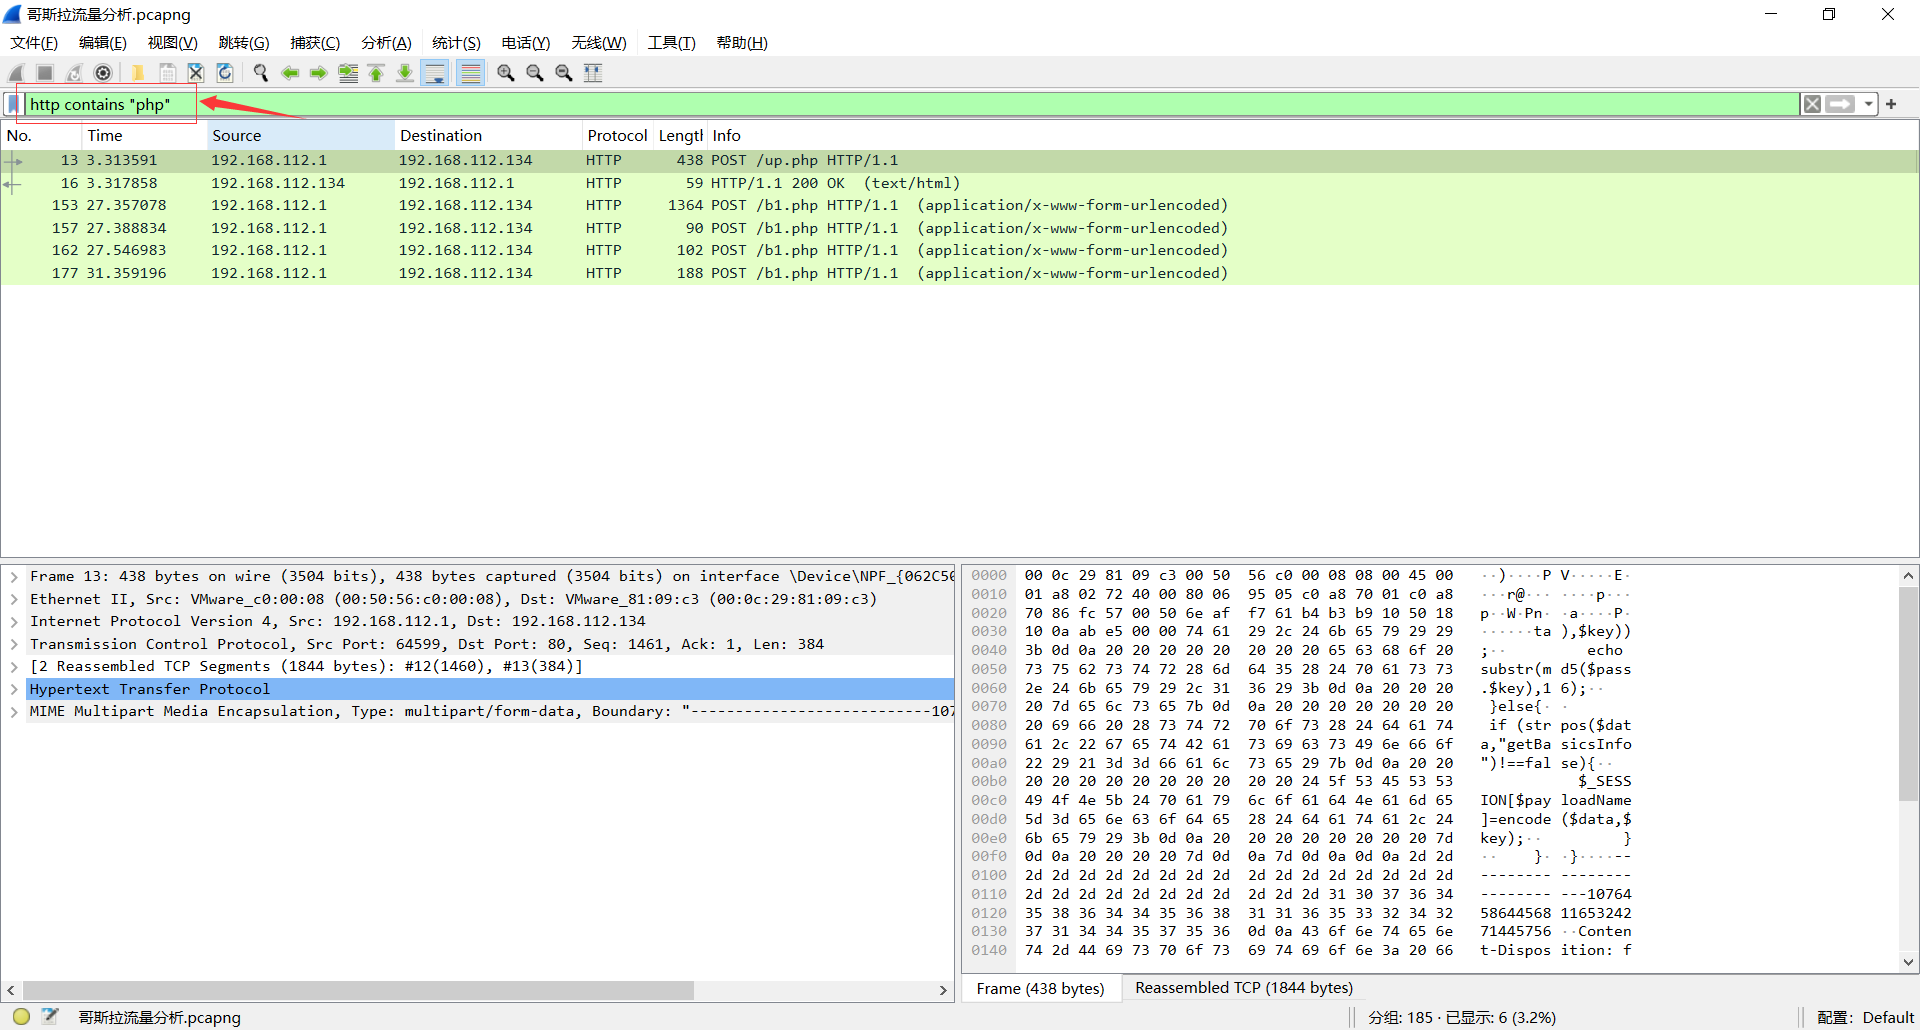 哥斯拉流量分析.pcapng
文件(F) 编辑(E) 视图(V) 跳转(G) 捕获(C) 分析(A) 统计(S) 电话(Y) 无线(W) 工具(T) 帮助(H)
http contains "php"
No. Time Source Destination Protocol Length Info
13 3.313591 192.168.112.1 192.168.112.134 HTTP 438 POST /up.php HTTP/1.1
16 3.317858 192.168.112.134 192.168.112.1 HTTP 59 HTTP/1.1 200 OK  (text/html)
153 27.357078 192.168.112.1 192.168.112.134 HTTP 1364 POST /b1.php HTTP/1.1  (application/x-www-form-urlencoded)
157 27.388834 192.168.112.1 192.168.112.134 HTTP 90 POST /b1.php HTTP/1.1  (application/x-www-form-urlencoded)
162 27.546983 192.168.112.1 192.168.112.134 HTTP 102 POST /b1.php HTTP/1.1  (application/x-www-form-urlencoded)
177 31.359196 192.168.112.1 192.168.112.134 HTTP 188 POST /b1.php HTTP/1.1  (application/x-www-form-urlencoded)
Frame 13: 438 bytes on wire (3504 bits), 438 bytes captured (3504 bits) on interface \Device\NPF_{062C50
Ethernet II, Src: VMware_c0:00:08 (00:50:56:c0:00:08), Dst: VMware_81:09:c3 (00:0c:29:81:09:c3)
Internet Protocol Version 4, Src: 192.168.112.1, Dst: 192.168.112.134
Transmission Control Protocol, Src Port: 64599, Dst Port: 80, Seq: 1461, Ack: 1, Len: 384
[2 Reassembled TCP Segments (1844 bytes): #12(1460), #13(384)]
Hypertext Transfer Protocol
MIME Multipart Media Encapsulation, Type: multipart/form-data, Boundary: "---------------------------107
0000 00 0c 29 81 09 c3 00 50 56 c0 00 08 08 00 45 00 ··)····P V·····E·
0010 01 a8 02 72 40 00 80 06 95 05 c0 a8 70 01 c0 a8 ···r@··· ····p···
0020 70 86 fc 57 00 50 6e af f7 61 b4 b3 b9 10 50 18 p··W·Pn· ·a····P·
0030 10 0a ab e5 00 00 74 61 29 2c 24 6b 65 79 29 29 ······ta ),$key))
0040 3b 0d 0a 20 20 20 20 20 20 20 20 65 63 68 6f 20 ;·· echo
0050 73 75 62 73 74 72 28 6d 64 35 28 24 70 61 73 73 substr(m d5($pass
0060 2e 24 6b 65 79 29 2c 31 36 29 3b 0d 0a 20 20 20 .$key),1 6);··
0070 20 7d 65 6c 73 65 7b 0d 0a 20 20 20 20 20 20 20 }else{· ·
0080 20 69 66 20 28 73 74 72 70 6f 73 28 24 64 61 74 if (str pos($dat
0090 61 2c 22 67 65 74 42 61 73 69 63 73 49 6e 66 6f a,"getBa sicsInfo
00a0 22 29 21 3d 3d 66 61 6c 73 65 29 7b 0d 0a 20 20 ")!==fal se){··
00b0 20 20 20 20 20 20 20 20 20 20 24 5f 53 45 53 53 $_SESS
00c0 49 4f 4e 5b 24 70 61 79 6c 6f 61 64 4e 61 6d 65 ION[$pay loadName
00d0 5d 3d 65 6e 63 6f 64 65 28 24 64 61 74 61 2c 24 ]=encode ($data,$
00e0 6b 65 79 29 3b 0d 0a 20 20 20 20 20 20 20 20 7d key);·· }
00f0 0d 0a 20 20 20 20 7d 0d 0a 7d 0d 0a 0d 0a 2d 2d ·· }· ·}····--
0100 2d 2d 2d 2d 2d 2d 2d 2d 2d 2d 2d 2d 2d 2d 2d 2d -------- --------
0110 2d 2d 2d 2d 2d 2d 2d 2d 2d 2d 2d 31 30 37 36 34 -------- ---10764
0120 35 38 36 34 34 35 36 38 31 31 36 35 33 32 34 32 58644568 11653242
0130 37 31 34 34 35 37 35 36 0d 0a 43 6f 6e 74 65 6e 71445756 ··Conten
0140 74 2d 44 69 73 70 6f 73 69 74 69 6f 6e 3a 20 66 t-Dispos ition: f
Frame (438 bytes) Reassembled TCP (1844 bytes)
哥斯拉流量分析.pcapng 分组: 185 · 已显示: 6 (3.2%) 配置: Default